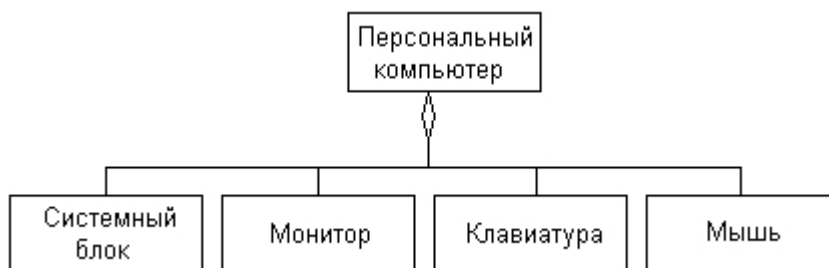 Персональный
компьютер
Системный
блок
Монитор
Клавиатура
Мышь